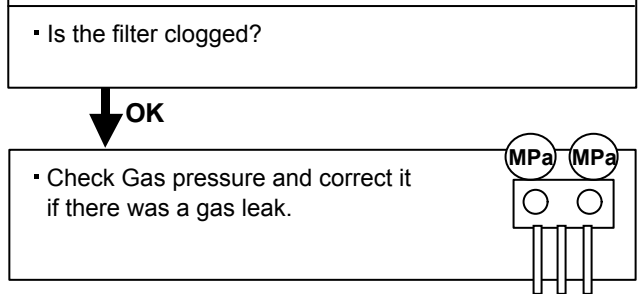 ▪ Is the filter clogged?
OK
MPa MPa
▪ Check Gas pressure and correct it
if there was a gas leak.